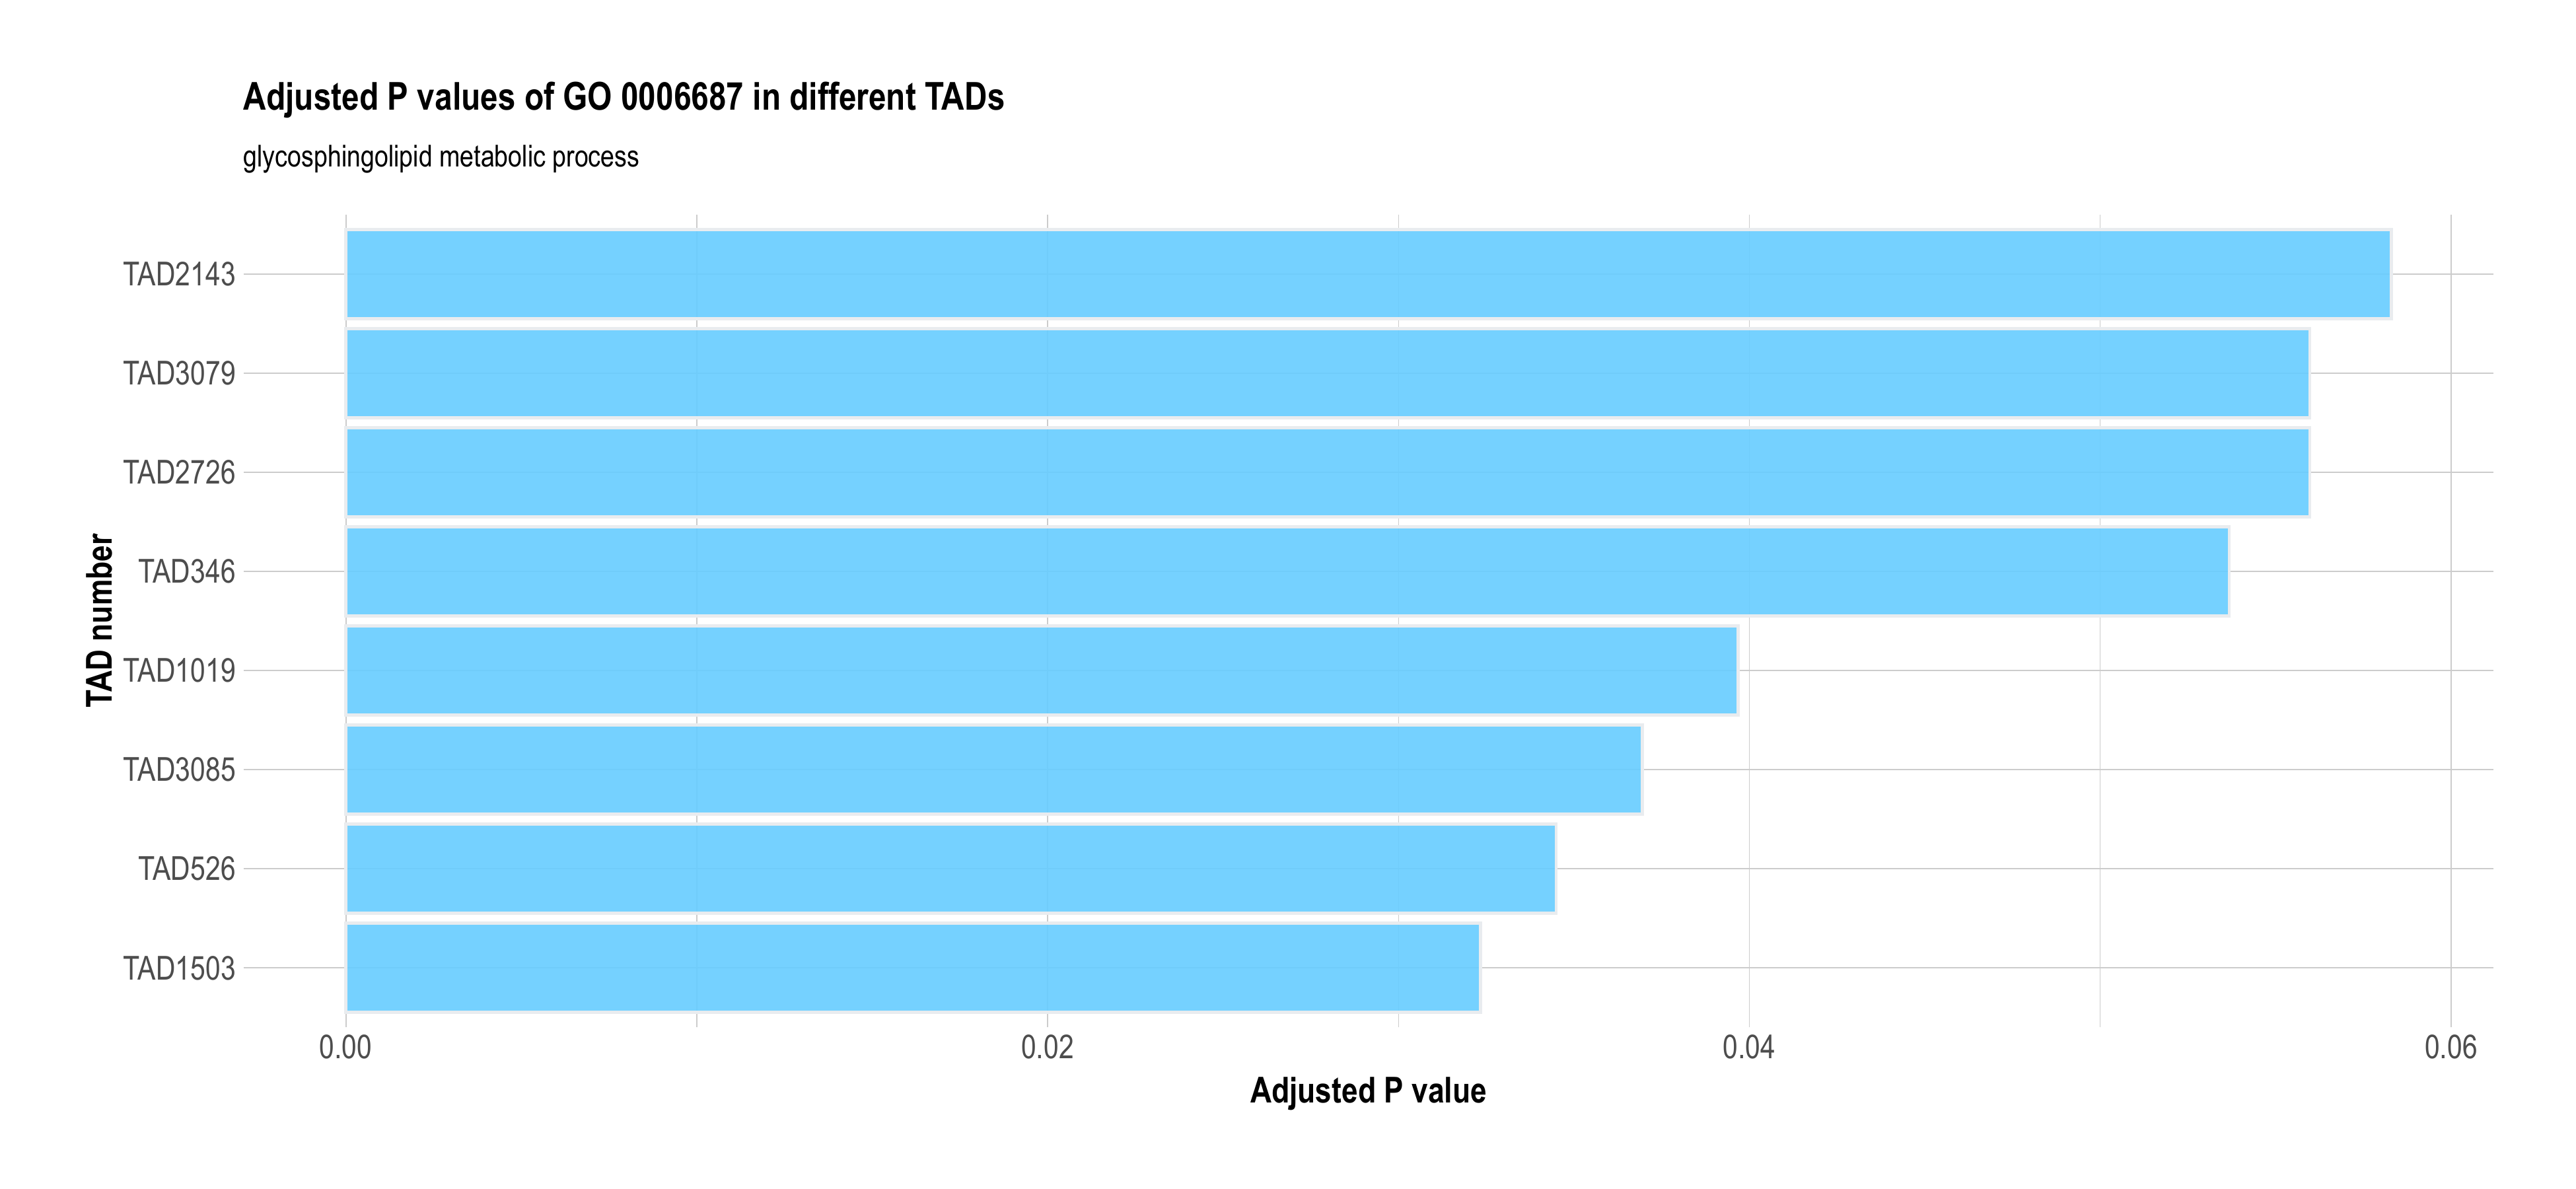 Adjusted P values of GO 0006687 in different TADs
glycosphingolipid metabolic process
TAD number
TAD2143
TAD3079
TAD2726
TAD346
TAD1019
TAD3085
TAD526
TAD1503
0.00 0.02 0.04 0.06
Adjusted P value